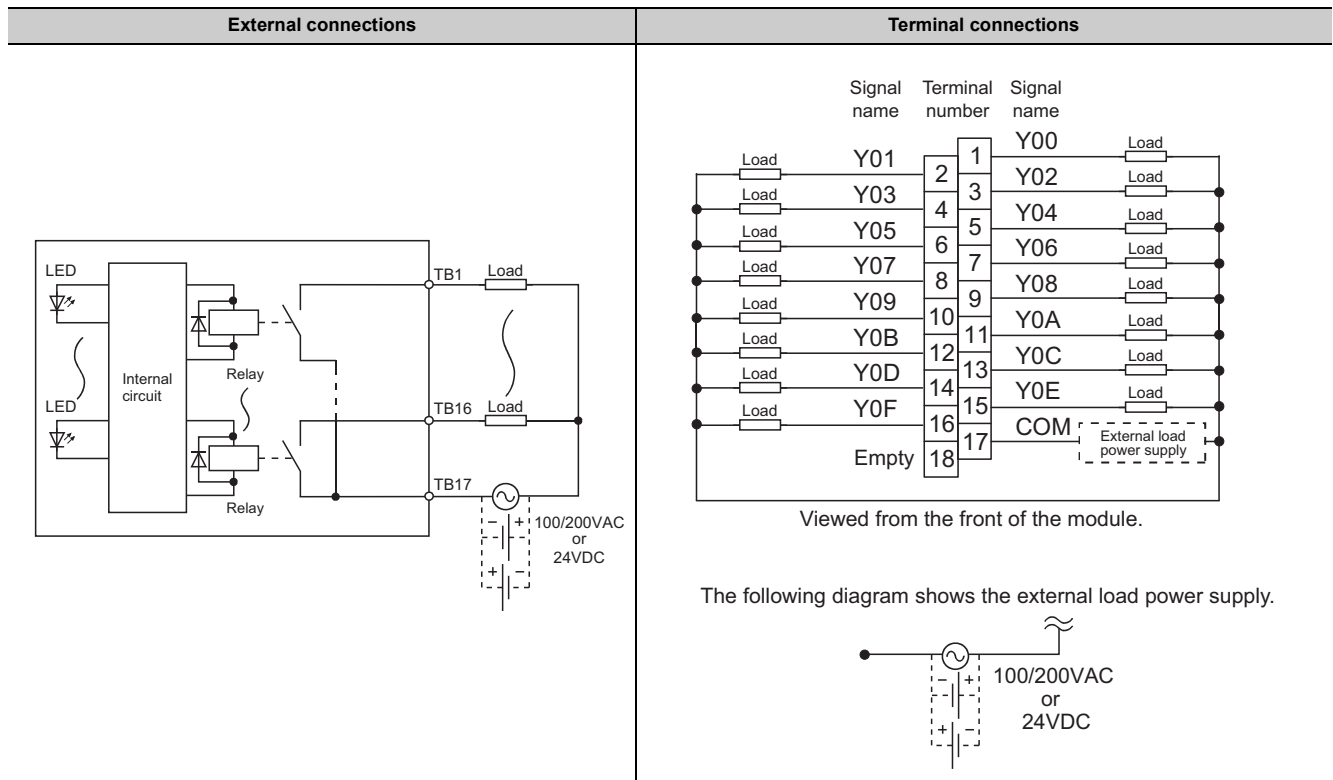 External connections
Terminal connections
LED
LED
Internal
circuit
Relay
Relay
TB1
Load
TB16
Load
TB17
– +
100/200VAC
or
24VDC
+ –
Signal
name
Terminal
number
Signal
name
Y00
Load
1
Load
Y01
2
Y02
Load
3
Load
Y03
4
Y04
Load
5
Load
Y05
6
Y06
Load
7
Load
Y07
8
Y08
Load
9
Load
Y09
10
Y0A
Load
11
Load
Y0B
12
Y0C
Load
13
Load
Y0D
14
Y0E
Load
15
Load
Y0F
16
COM
17
External load
power supply
Empty
18
Viewed from the front of the module.
The following diagram shows the external load power supply.
– +
100/200VAC
or
24VDC
+ –